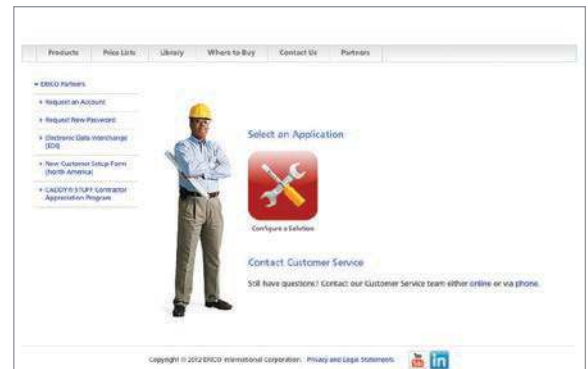 Products Price Lists Library Where to Buy Contact Us Partners
ERICO Partners
Request an Account
Request New Password
Electronic Data Interchange
(EDI)
New Customer Setup Form
(North America)
CADDY® STUFF Contractor
Appreciation Program
Select an Application
Configure a Solution
Contact Customer Service
Still have questions? Contact our Customer Service team either online or via phone.
Copyright © 2012 ERICO International Corporation. Privacy and Legal Statements
You
Tube
in